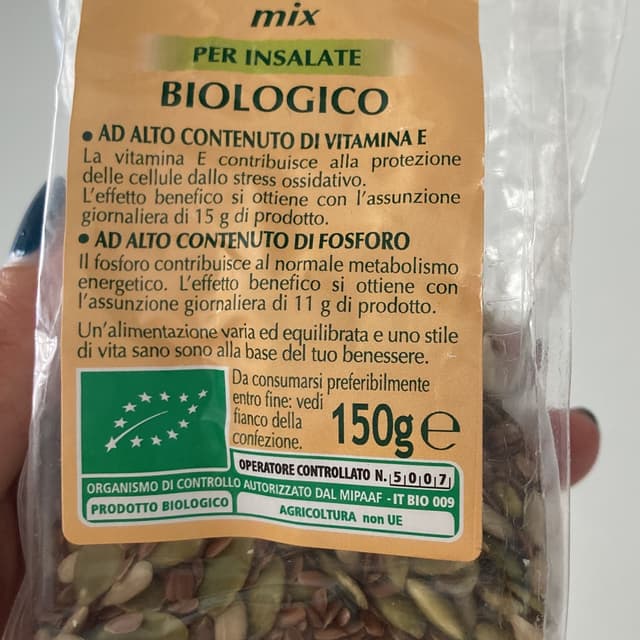 mix
PER INSALATE
BIOLOGICO
• AD ALTO CONTENUTO DI VITAMINA E
La vitamina E contribuisce alla protezione
delle cellule dallo stress ossidativo.
L'effetto benefico si ottiene con l'assunzione
giornaliera di 15 g di prodotto.
• AD ALTO CONTENUTO DI FOSFORO
Il fosforo contribuisce al normale metabolismo
energetico. L'effetto benefico si ottiene con
l'assunzione giornaliera di 11 g di prodotto.
Un'alimentazione varia ed equilibrata e uno stile
di vita sano sono alla base del tuo benessere.
Da consumarsi preferibilmente
entro fine: vedi
fianco della
confezione.
150g e
OPERATORE CONTROLLATO N. 5007
ORGANISMO DI CONTROLLO AUTORIZZATO DAL MIPAAF - IT BIO 009
PRODOTTO BIOLOGICO
AGRICOLTURA non UE